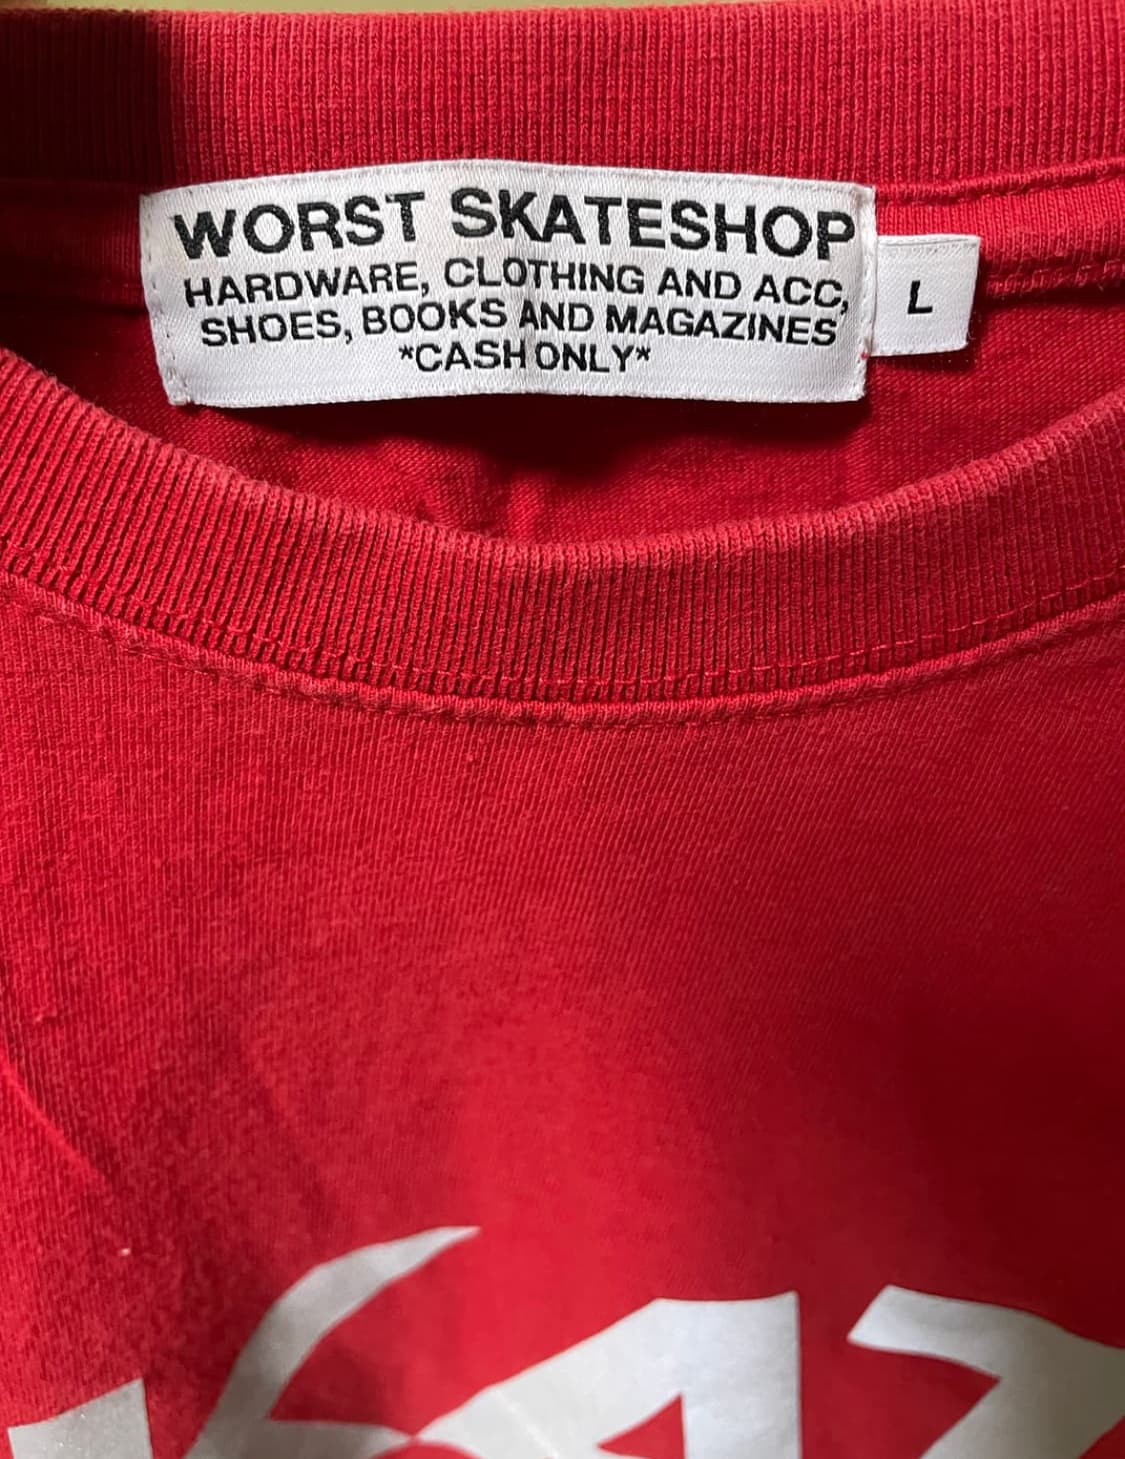 WORST SKATESHOP
HARDWARE, CLOTHING AND ACC,
SHOES, BOOKS AND MAGAZINES
*CASH ONLY*
L